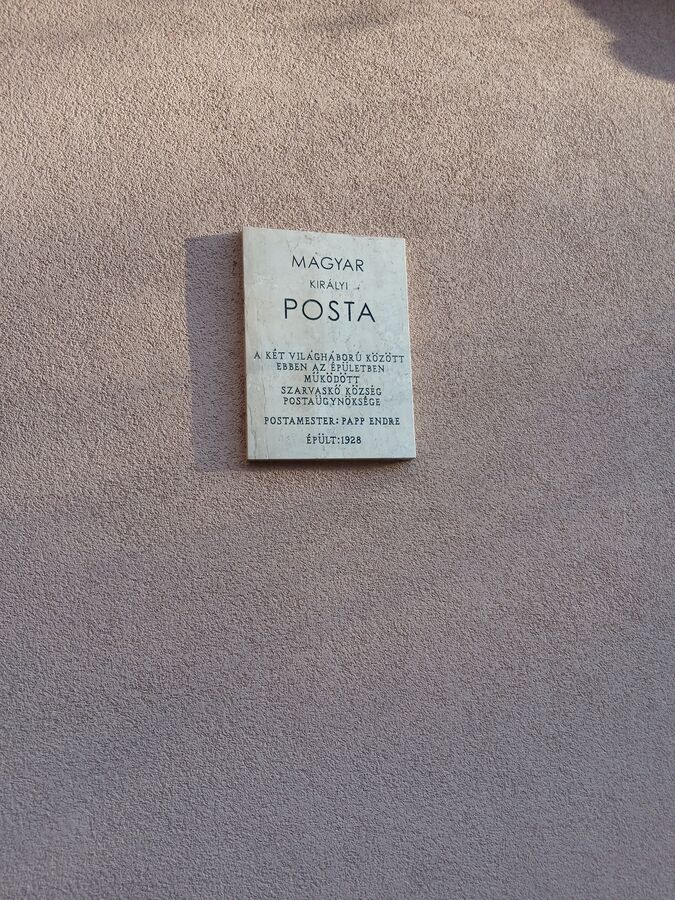 MAGYAR
KIRÁLYI
POSTA
A KÉT VILÁGHÁBORÚ KÖZÖTT
EBBEN AZ ÉPÜLETBEN
MŰKÖDÖTT
SZARVASKŐ KÖZSÉG
POSTAÜGYNÖKSÉGE
POSTAMESTER: PAPP ENDRE
ÉPÜLT:1928